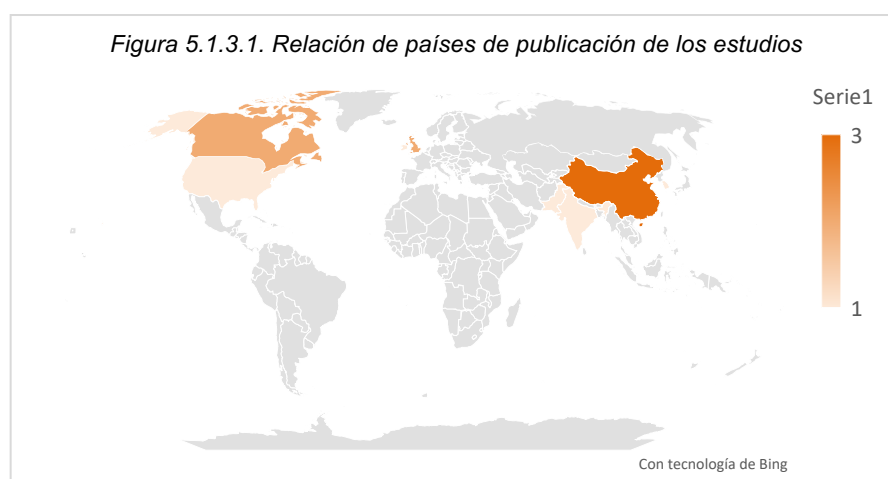 Figura 5.1.3.1. Relación de países de publicación de los estudios
Serie1
3
1
Con tecnología de Bing